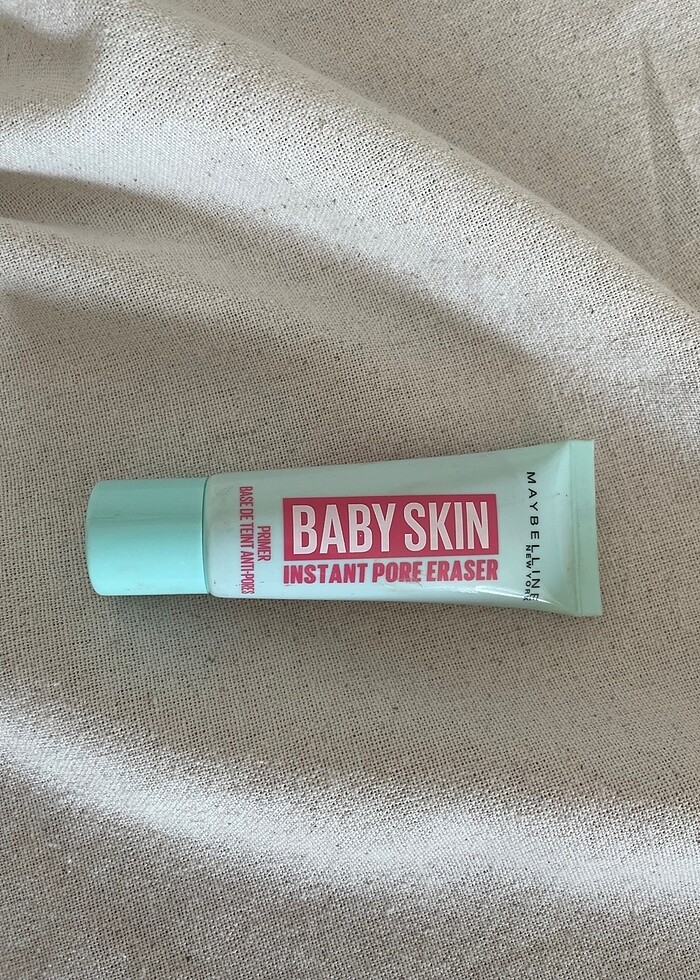 BABY SKIN
INSTANT PORE ERASER
PRIMER
BASE DE TEINT ANTI-PORES
MAYBELLINE
NEW YORK